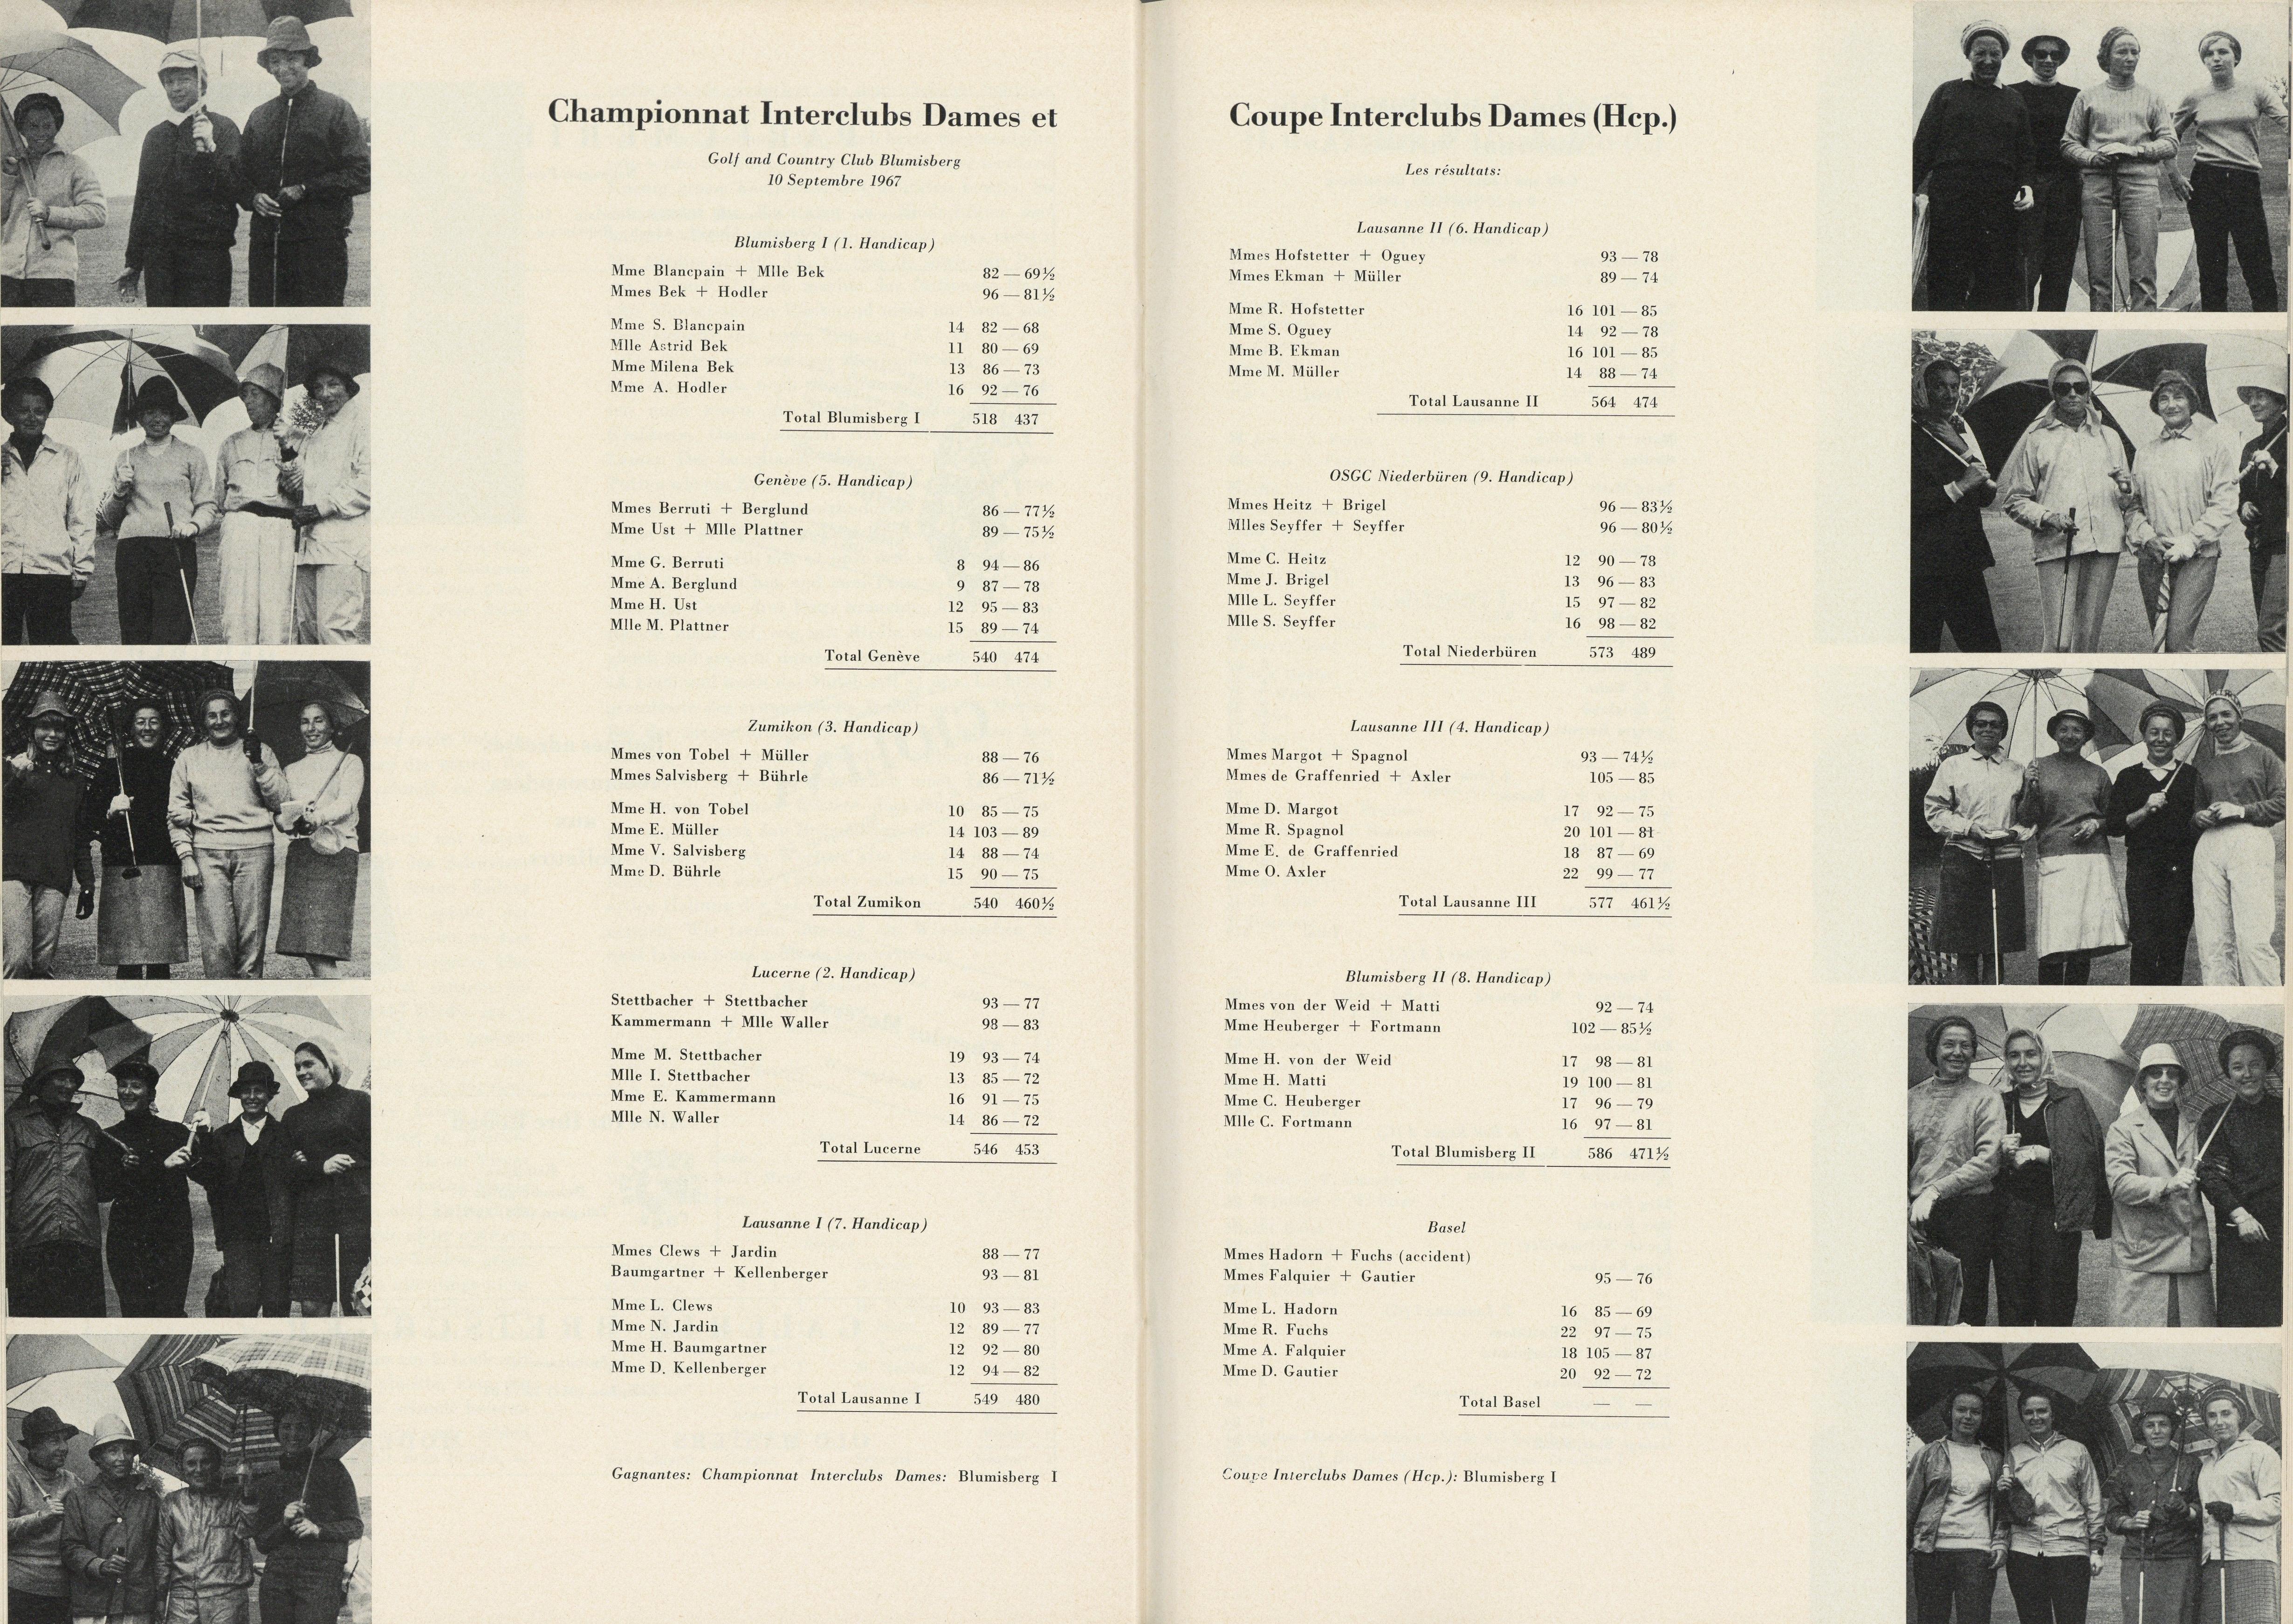 Championnat Interclubs Dames et
Golf and Country Club Blumisberg
10 Septembre 1967
Blumisberg I (1. Handicap)
Mme Blancpain + Mlle Bek 82 — 69½
Mmes Bek + Hodler 96 — 81½
Mme S. Blancpain 14 82 — 68
Mlle Astrid Bek 11 80 — 69
Mme Milena Bek 13 86 — 73
Mme A. Hodler 16 92 — 76
Total Blumisberg I 518 437
Genève (5. Handicap)
Mmes Berruti + Berglund 86 — 77½
Mme Ust + Mlle Plattner 89 — 75½
Mme G. Berruti 8 94 — 86
Mme A. Berglund 9 87 — 78
Mme H. Ust 12 95 — 83
Mlle M. Plattner 15 89 — 74
Total Genève 540 474
Zumikon (3. Handicap)
Mmes von Tobel + Müller 88 — 76
Mmes Salvisberg + Bührle 86 — 71½
Mme H. von Tobel 10 85 — 75
Mme E. Müller 14 103 — 89
Mme V. Salvisberg 14 88 — 74
Mme D. Bührle 15 90 — 75
Total Zumikon 540 460½
Lucerne (2. Handicap)
Stettbacher + Stettbacher 93 — 77
Kammermann + Mlle Waller 98 — 83
Mme M. Stettbacher 19 93 — 74
Mlle I. Stettbacher 13 85 — 72
Mme E. Kammermann 16 91 — 75
Mlle N. Waller 14 86 — 72
Total Lucerne 546 453
Lausanne I (7. Handicap)
Mmes Clews + Jardin 88 — 77
Baumgartner + Kellenberger 93 — 81
Mme L. Clews 10 93 — 83
Mme N. Jardin 12 89 — 77
Mme H. Baumgartner 12 92 — 80
Mme D. Kellenberger 12 94 — 82
Total Lausanne I 549 480
Gagnantes: Championnat Interclubs Dames: Blumisberg I
Coupe Interclubs Dames (Hcp.)
Les résultats:
Lausanne II (6. Handicap)
Mmes Hofstetter + Oguey 93 — 78
Mmes Ekman + Müller 89 — 74
Mme R. Hofstetter 16 101 — 85
Mme S. Oguey 14 92 — 78
Mme B. Ekman 16 101 — 85
Mme M. Müller 14 88 — 74
Total Lausanne II 564 474
OSGC Niederbüren (9. Handicap)
Mmes Heitz + Brigel 96 — 83½
Mlles Seyffer + Seyffer 96 — 80½
Mme C. Heitz 12 90 — 78
Mme J. Brigel 13 96 — 83
Mlle L. Seyffer 15 97 — 82
Mlle S. Seyffer 16 98 — 82
Total Niederbüren 573 489
Lausanne III (4. Handicap)
Mmes Margot + Spagnol 93 — 74½
Mmes de Graffenried + Axler 105 — 85
Mme D. Margot 17 92 — 75
Mme R. Spagnol 20 101 — 81
Mme E. de Graffenried 18 87 — 69
Mme O. Axler 22 99 — 77
Total Lausanne III 577 461½
Blumisberg II (8. Handicap)
Mmes von der Weid + Matti 92 — 74
Mme Heuberger + Fortmann 102 — 85½
Mme H. von der Weid 17 98 — 81
Mme H. Matti 19 100 — 81
Mme C. Heuberger 17 96 — 79
Mlle C. Fortmann 16 97 — 81
Total Blumisberg II 586 471½
Basel
Mmes Hadorn + Fuchs (accident)
Mmes Falquier + Gautier 95 — 76
Mme L. Hadorn 16 85 — 69
Mme R. Fuchs 22 97 — 75
Mme A. Falquier 18 105 — 87
Mme D. Gautier 20 92 — 72
Total Basel — —
Coupe Interclubs Dames (Hcp.): Blumisberg I